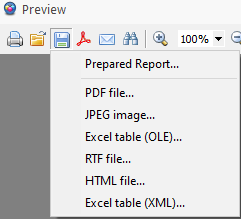 Preview
100%
Prepared Report...
PDF file...
JPEG image...
Excel table (OLE)...
RTF file...
HTML file...
Excel table (XML)...